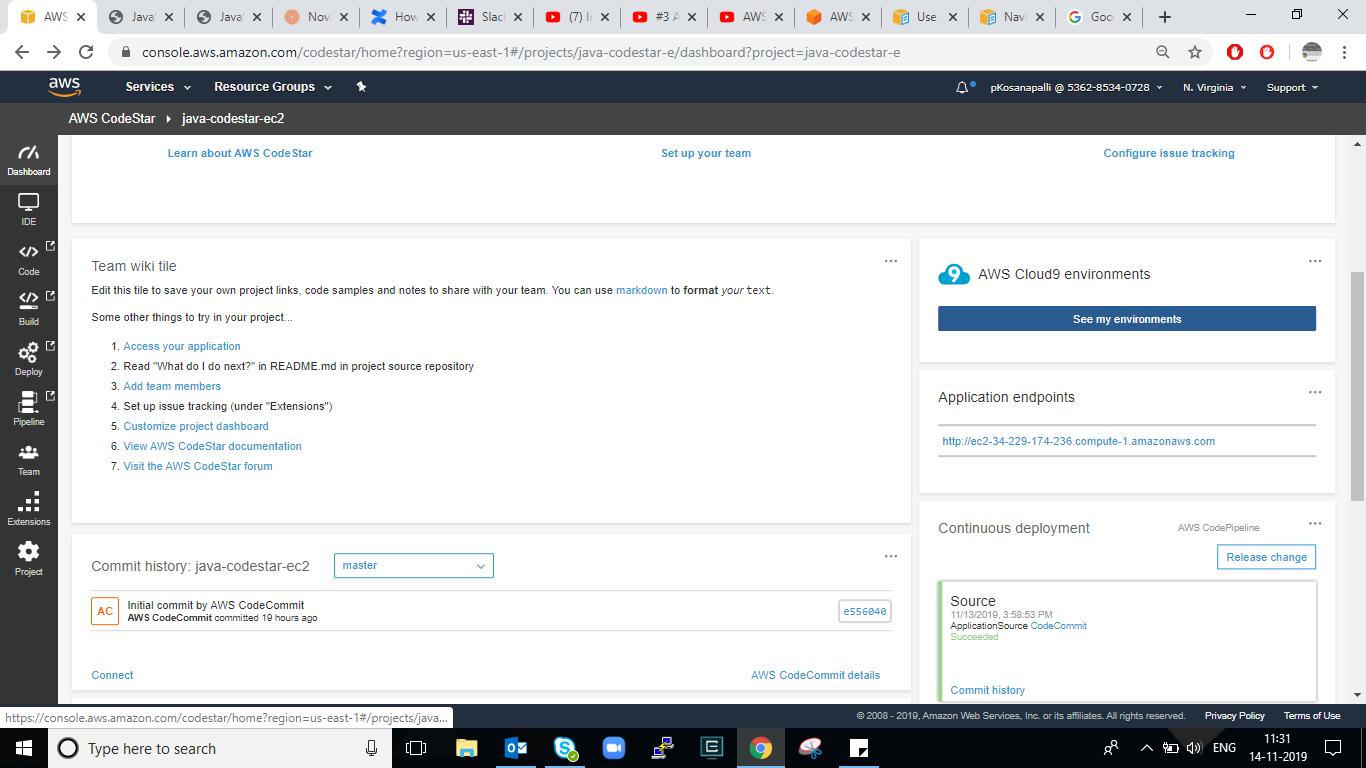 AWS
Java
Java
Nov
How
Slac
(7) I
#3 A
AWS
AWS
Use
Navi
Goo
console.aws.amazon.com/codestar/home?region=us-east-1#/projects/java-codestar-e/dashboard?project=java-codestar-e
aws
Services
Resource Groups
pKosanapalli @ 5362-8534-0728
N. Virginia
Support
AWS CodeStar
java-codestar-ec2
Dashboard
IDE
Code
Build
Deploy
Pipeline
Team
Extensions
Project
Learn about AWS CodeStar
Set up your team
Configure issue tracking
Team wiki tile
Edit this tile to save your own project links, code samples and notes to share with your team. You can use markdown to format your text.
Some other things to try in your project...
1. Access your application
2. Read "What do I do next?" in README.md in project source repository
3. Add team members
4. Set up issue tracking (under "Extensions")
5. Customize project dashboard
6. View AWS CodeStar documentation
7. Visit the AWS CodeStar forum
9
AWS Cloud9 environments
See my environments
Application endpoints
http://ec2-34-229-174-236.compute-1.amazonaws.com
Commit history: java-codestar-ec2
master
AC
Initial commit by AWS CodeCommit
AWS CodeCommit committed 19 hours ago
e556040
Connect
AWS CodeCommit details
Continuous deployment
AWS CodePipeline
Release change
Source
11/13/2019, 3:58:53 PM
ApplicationSource CodeCommit
Succeeded
Commit history
https://console.aws.amazon.com/codestar/home?region=us-east-1#/projects/java...
© 2008 - 2019, Amazon Web Services, Inc. or its affiliates. All rights reserved.
Privacy Policy
Terms of Use
Type here to search
ENG
11:31
14-11-2019